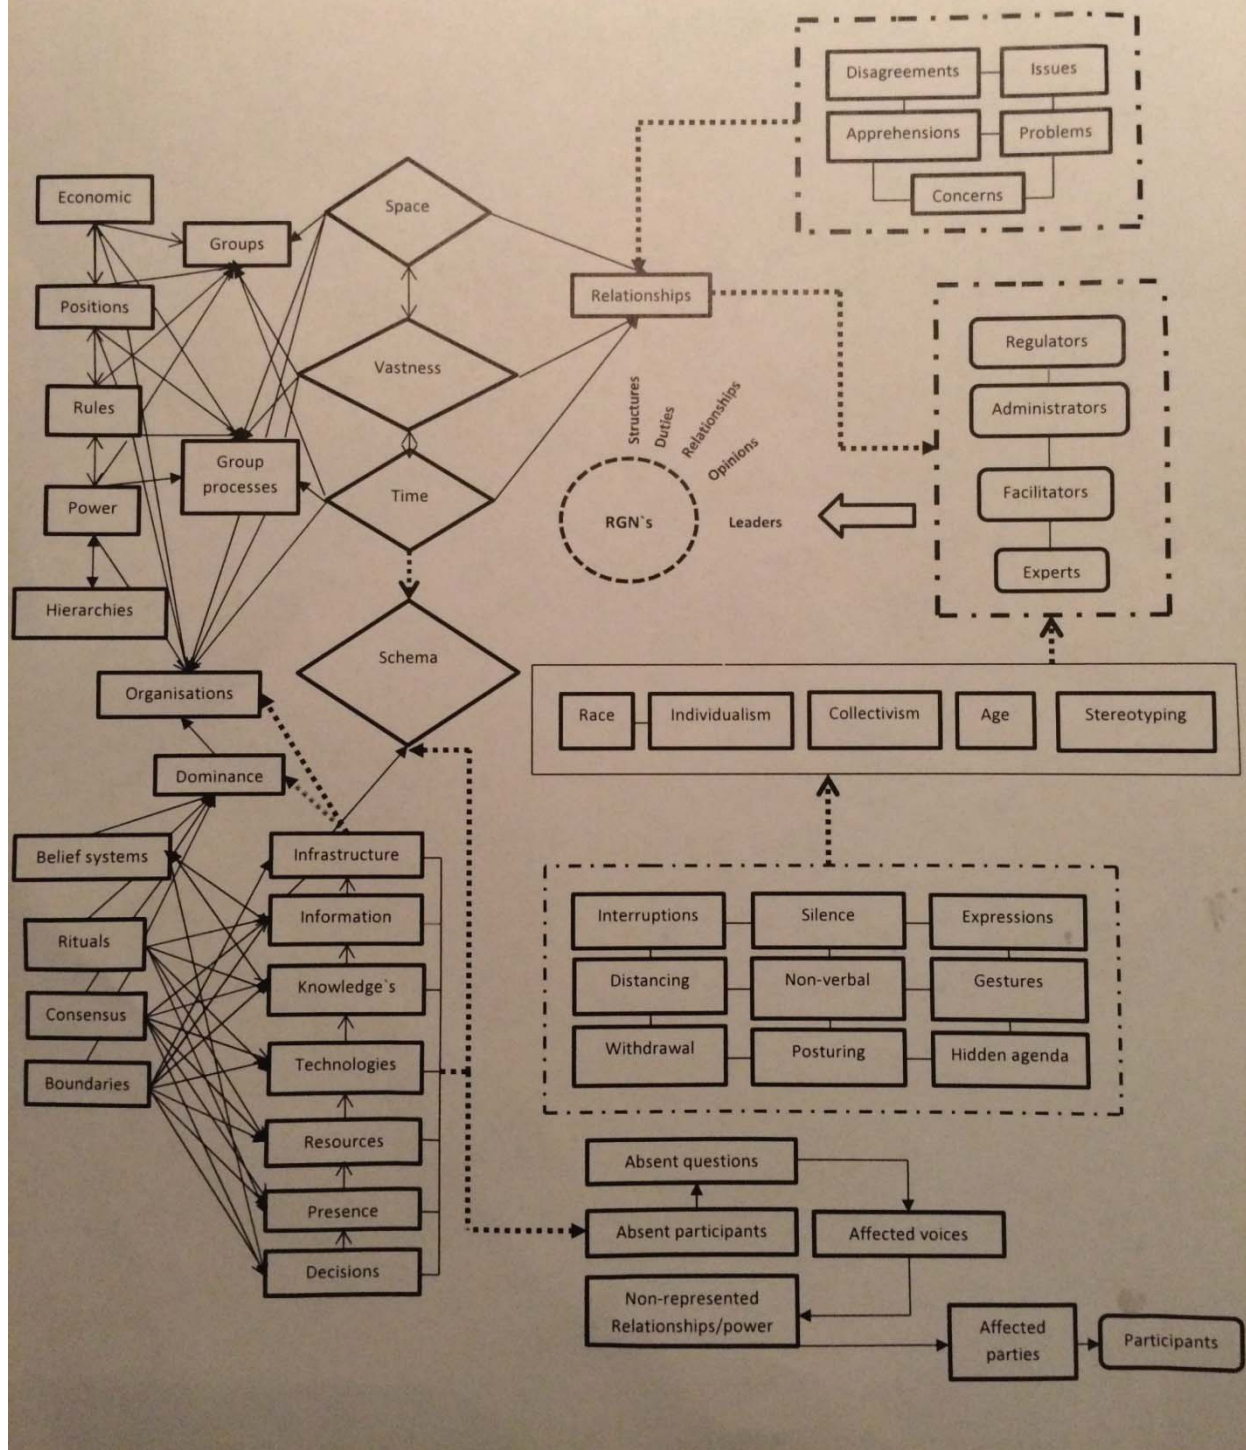 Disagreements
Issues
Apprehensions
Problems
Concerns
Economic
Groups
Space
Positions
Relationships
Vastness
Rules
Group
processes
Time
Power
Hierarchies
Regulators
Administrators
Facilitators
Experts
Structures
Duties
Relationships
Opinions
RGN`s
Leaders
Schema
Organisations
Dominance
Race
Individualism
Collectivism
Age
Stereotyping
Belief systems
Rituals
Consensus
Boundaries
Infrastructure
Information
Knowledge`s
Technologies
Resources
Presence
Decisions
Interruptions
Silence
Expressions
Distancing
Non-verbal
Gestures
Withdrawal
Posturing
Hidden agenda
Absent questions
Absent participants
Affected voices
Non-represented
Relationships/power
Affected
parties
Participants